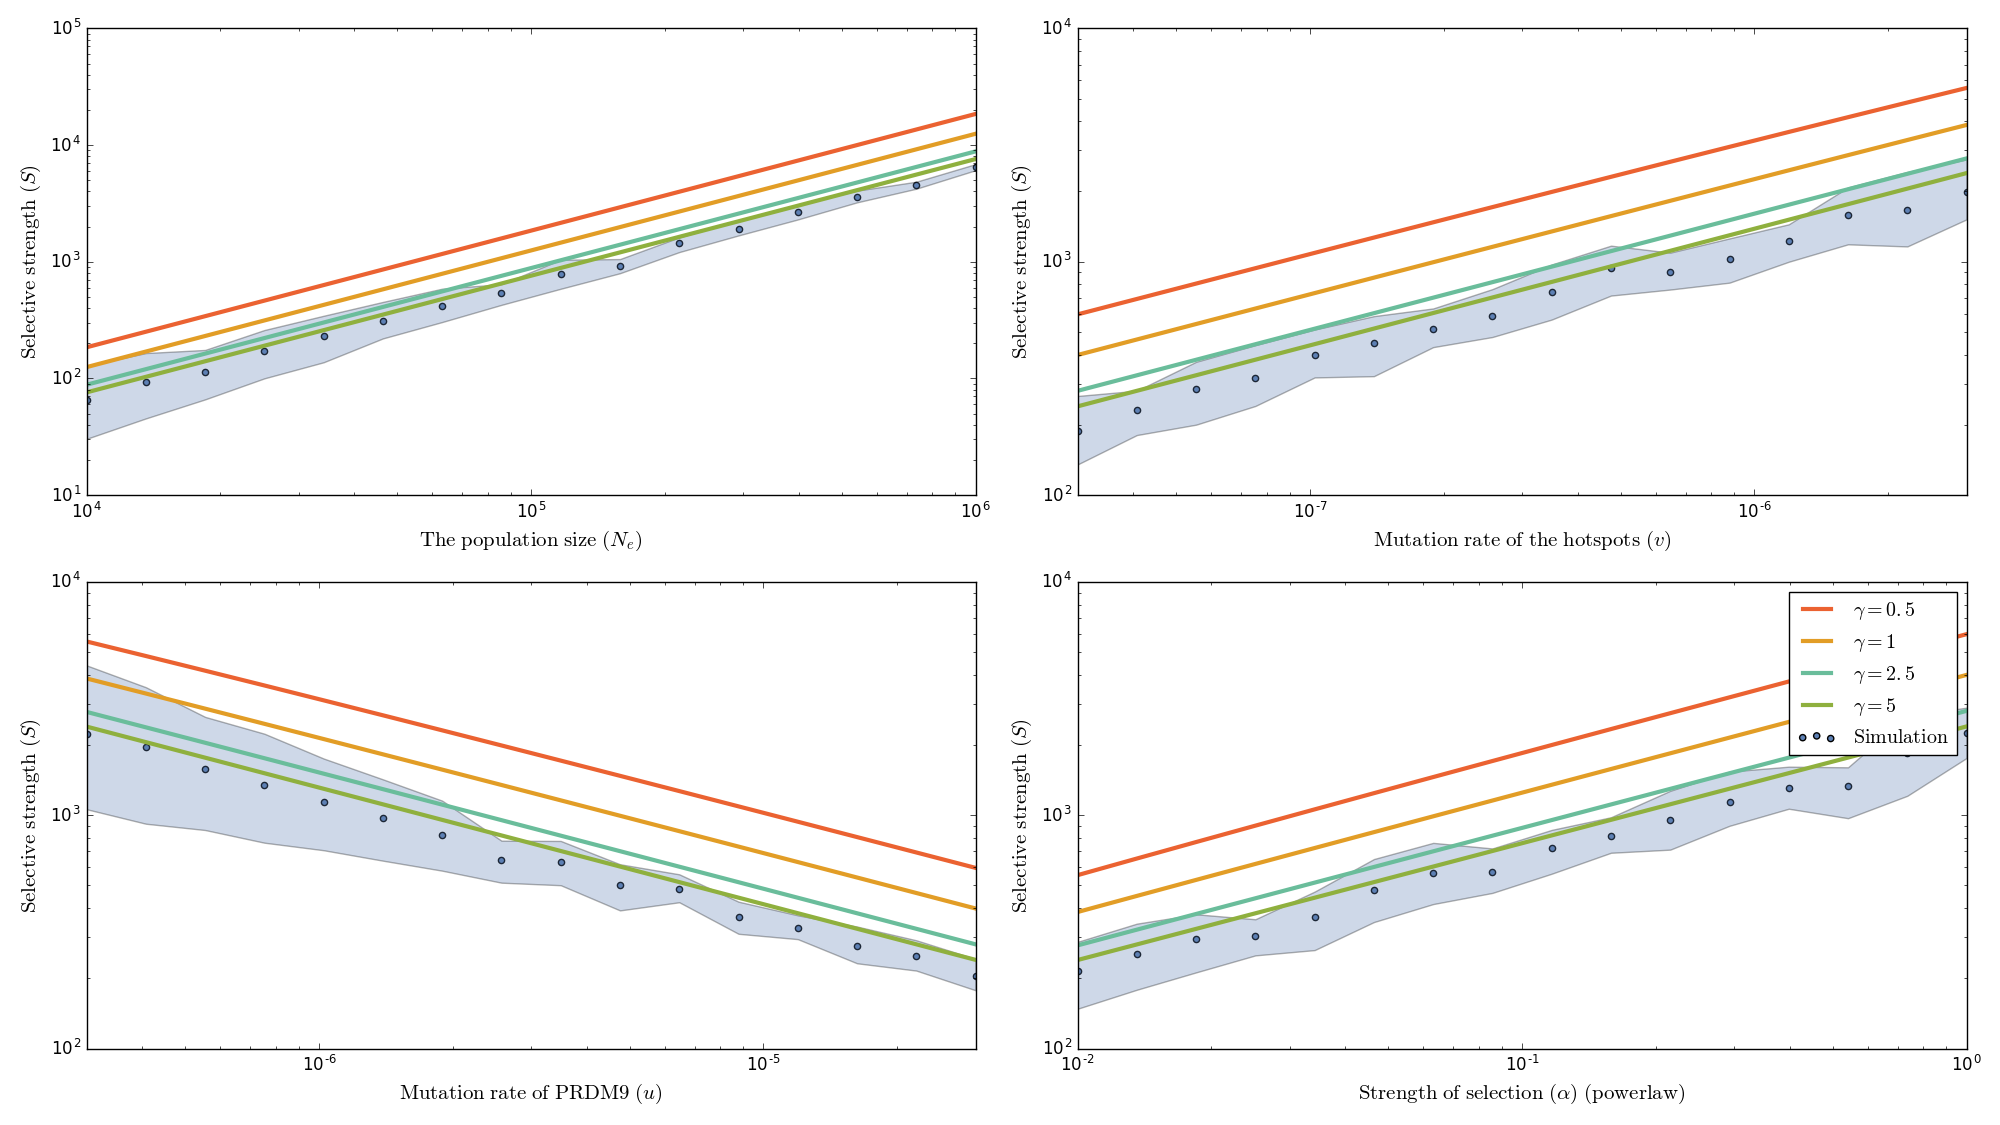 10^5
10^4
10^3
10^2
10^1
Selective strength (S)
10^4 10^5 10^6
The population size (N_e)
10^4
10^3
10^2
Selective strength (S)
10^-7 10^-6
Mutation rate of the hotspots (v)
10^4
10^3
10^2
Selective strength (S)
10^-6 10^-5
Mutation rate of PRDM9 (u)
10^4
10^3
10^2
Selective strength (S)
γ = 0.5
γ = 1
γ = 2.5
γ = 5
Simulation
10^-2 10^-1 10^0
Strength of selection (α) (powerlaw)